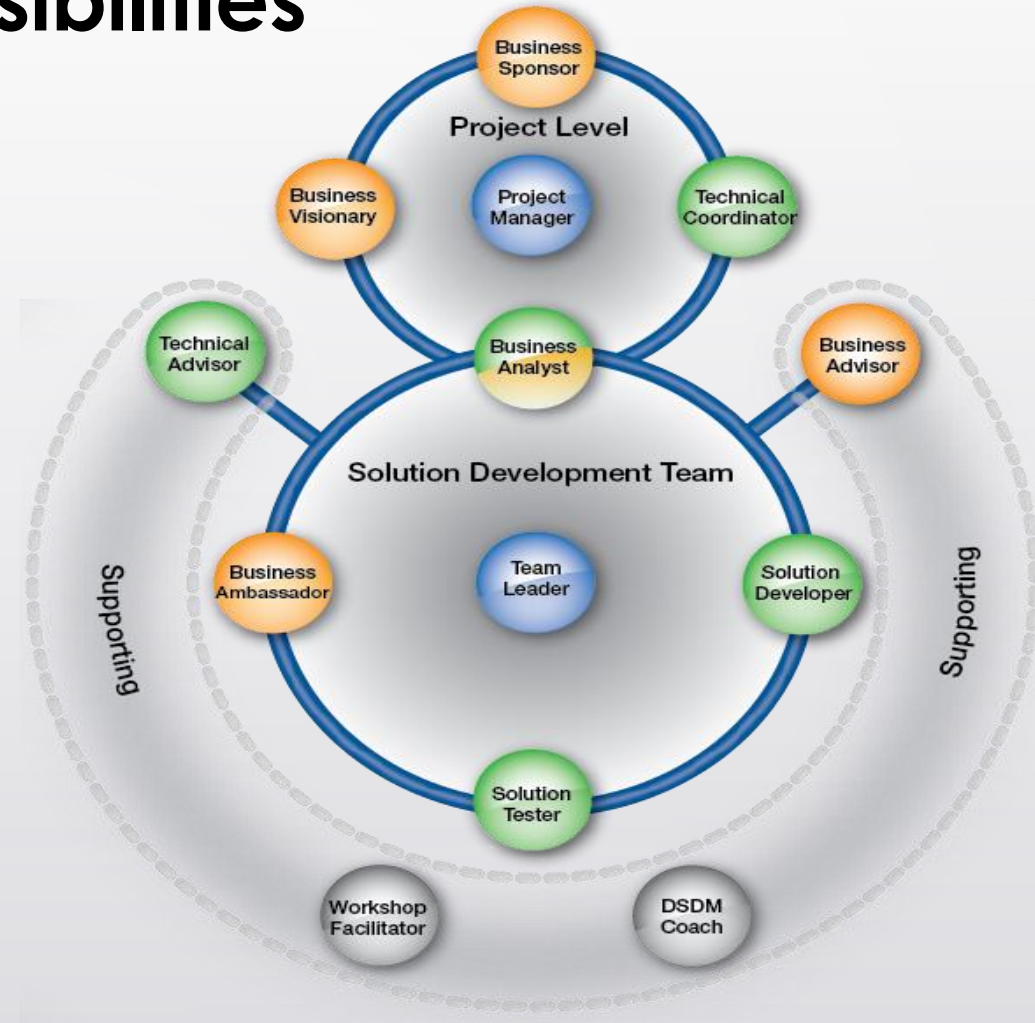 sibilities
Business
Sponsor
Project Level
Business
Visionary
Project
Manager
Technical
Coordinator
Technical
Advisor
Business
Analyst
Business
Advisor
Solution Development Team
Business
Ambassador
Team
Leader
Solution
Developer
Supporting
Supporting
Solution
Tester
Workshop
Facilitator
DSDM
Coach